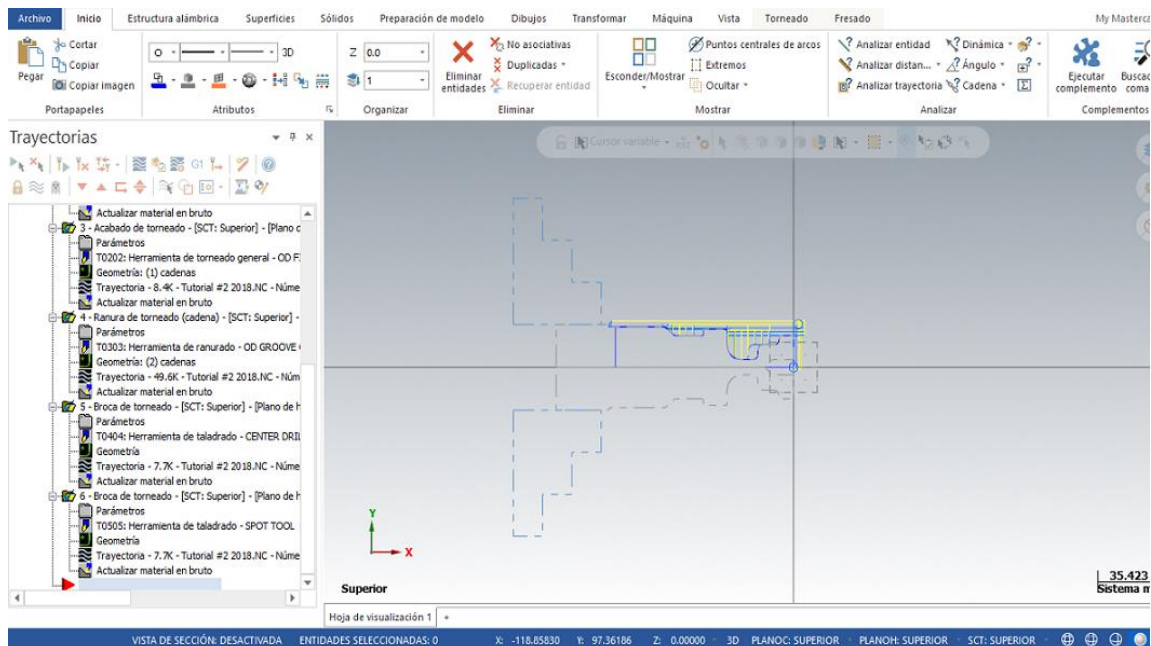 Archivo Inicio Estructura alámbrica Superficies Sólidos Preparación de modelo Dibujos Transformar Máquina Vista Torneado Fresado My Masterca
Cortar 3D Z 0.0 No asociativas Puntos centrales de arcos Analizar entidad Dinámica
Copiar Duplicadas Extremos Analizar distan... Ángulo
Pegar Copiar imagen 1 Eliminar entidades Recuperar entidad Esconder/Mostrar Ocultar Analizar trayectoria Cadena Ejecutar complemento Buscac coma
Portapapeles Atributos Organizar Eliminar Mostrar Analizar Complementos
Trayectorias
Cursor variable
G1
Actualizar material en bruto
3 - Acabado de torneado - [SCT: Superior] - [Plano d
Parámetros
T0202: Herramienta de torneado general - OD F
Geometría: (1) cadenas
Trayectoria - 8.4K - Tutorial #2 2018.NC - Núme
Actualizar material en bruto
4 - Ranura de torneado (cadena) - [SCT: Superior] -
Parámetros
T0303: Herramienta de ranurado - OD GROOVE
Geometría: (2) cadenas
Trayectoria - 49.6K - Tutorial #2 2018.NC - Núm
Actualizar material en bruto
5 - Broca de torneado - [SCT: Superior] - [Plano de h
Parámetros
T0404: Herramienta de taladrado - CENTER DRIL
Geometría
Trayectoria - 7.7K - Tutorial #2 2018.NC - Núme
Actualizar material en bruto
6 - Broca de torneado - [SCT: Superior] - [Plano de h
Parámetros
T0505: Herramienta de taladrado - SPOT TOOL
Geometría
Trayectoria - 7.7K - Tutorial #2 2018.NC - Núme
Actualizar material en bruto
Y
X
Superior
35.423
Sistema m
Hoja de visualización 1 +
VISTA DE SECCIÓN: DESACTIVADA ENTIDADES SELECCIONADAS: 0 X: -118.85830 Y: 97.36186 Z: 0.00000 3D PLANOC: SUPERIOR PLANOH: SUPERIOR SCT: SUPERIOR